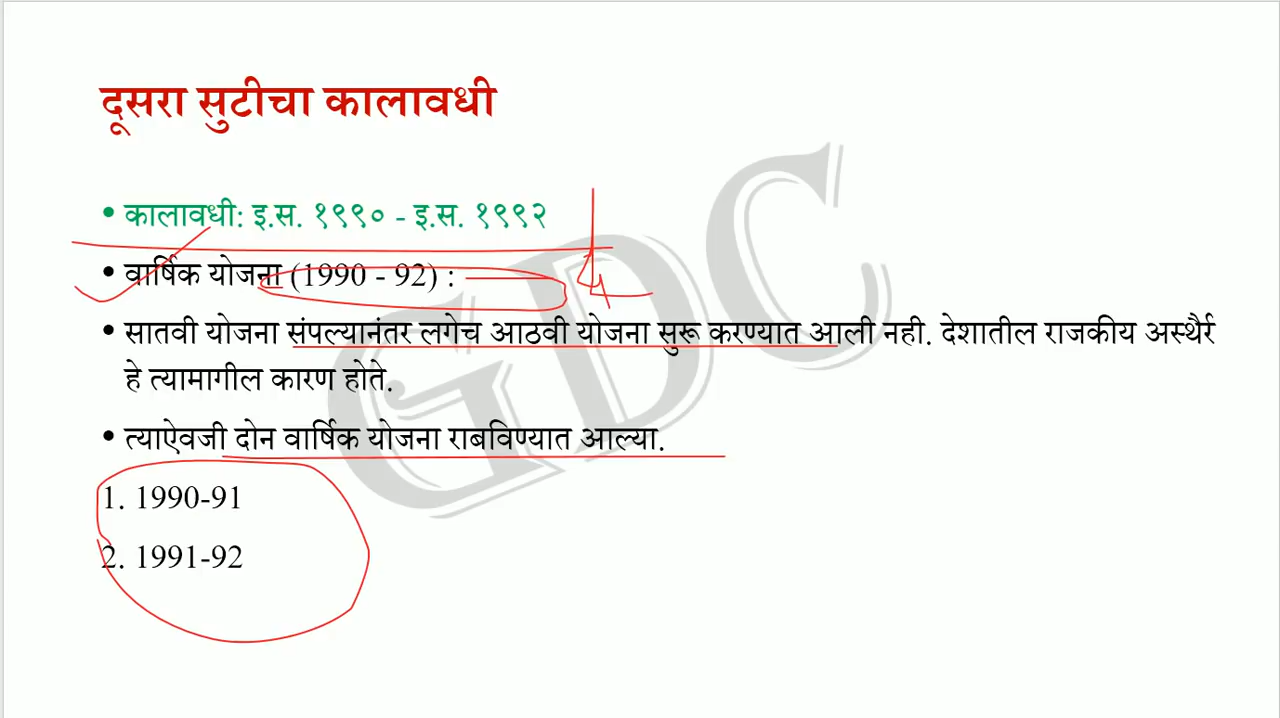 दूसरा सुटीचा कालावधी
• कालावधी: इ.स. १९९० - इ.स. १९९२
• वार्षिक योजना (1990 - 92) :
• सातवी योजना संपल्यानंतर लगेच आठवी योजना सुरू करण्यात आली नही. देशातील राजकीय अस्थैर्र
हे त्यामागील कारण होते.
• त्याऐवजी दोन वार्षिक योजना राबविण्यात आल्या.
1. 1990-91
2. 1991-92
GDC